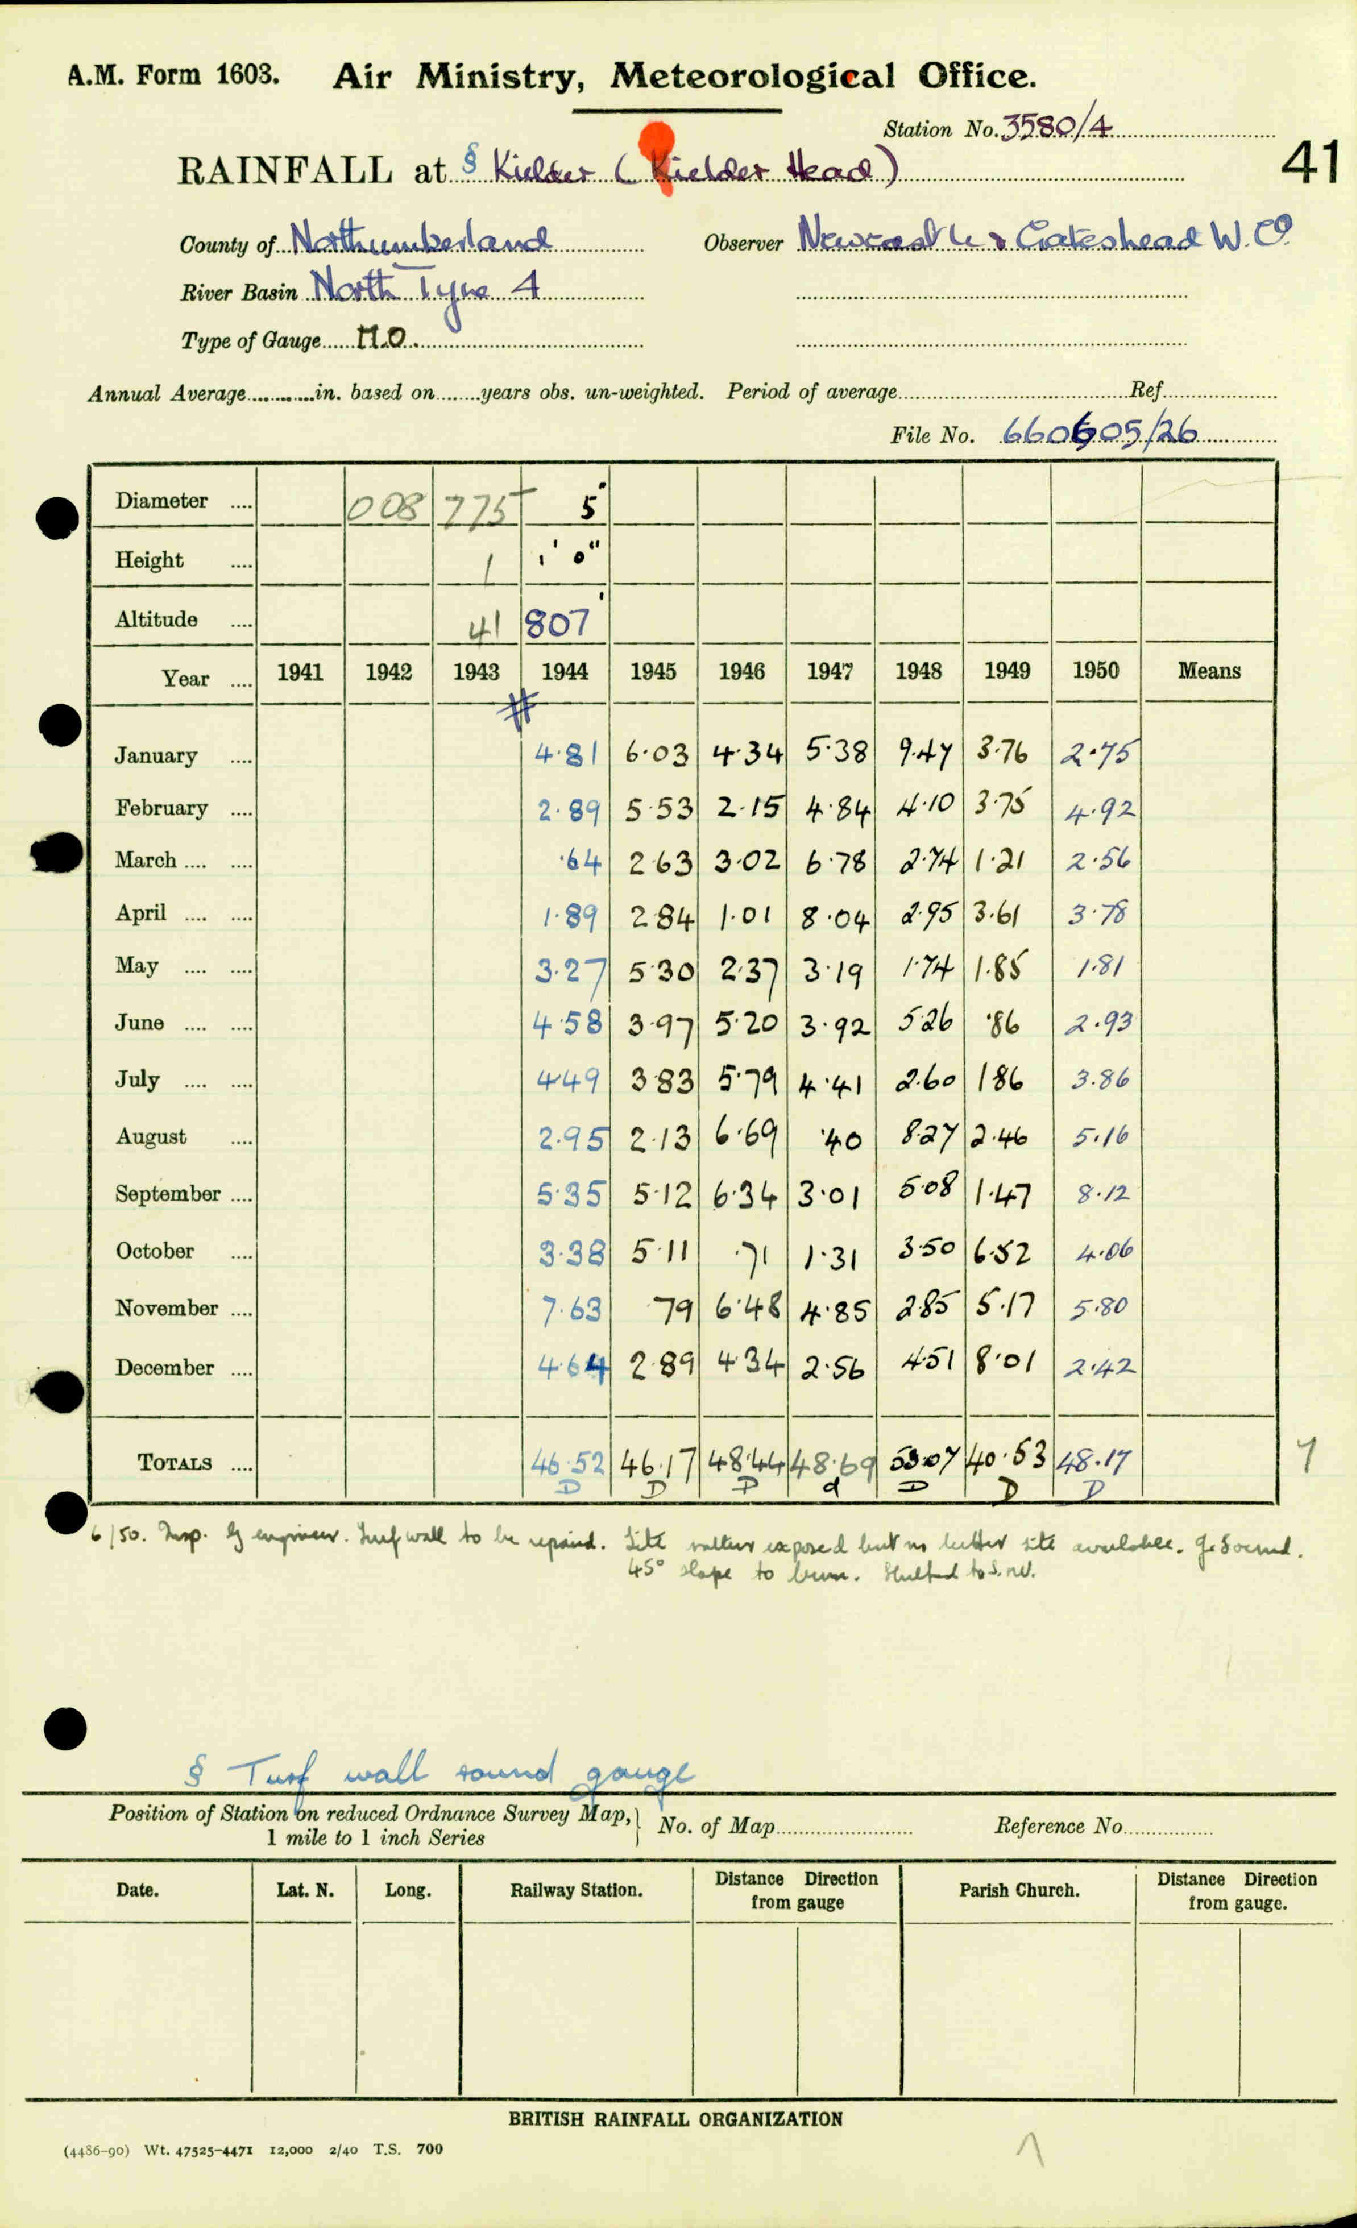 A.M. Form 1603. Air Ministry, Meteorological Office.
Station No. 3580/4
RAINFALL at § Kielder (Kielder Head) 41
County of Northumberland Observer Newcastle & Gateshead W. Co.
River Basin North Tyne 4
Type of Gauge M.O.
Annual Average in. based on years obs. un-weighted. Period of average Ref.
File No. 660605/26
Diameter 008 775 5"
Height 1 1' 0"
Altitude 41 807'
Year 1941 1942 1943 1944 1945 1946 1947 1948 1949 1950 Means
#
January 4.81 6.03 4.34 5.38 9.47 3.76 2.75
February 2.89 5.53 2.15 4.84 4.10 3.75 4.92
March .64 2.63 3.02 6.78 2.74 1.21 2.56
April 1.89 2.84 1.01 8.04 2.95 3.61 3.78
May 3.27 5.30 2.37 3.19 1.74 1.85 1.81
June 4.58 3.97 5.20 3.92 5.26 .86 2.93
July 4.49 3.83 5.79 4.41 2.60 1.86 3.86
August 2.95 2.13 6.69 .40 8.27 2.46 5.16
September 5.35 5.12 6.34 3.01 5.08 1.47 8.12
October 3.38 5.11 .71 1.31 3.50 6.52 4.06
November 7.63 .79 6.48 4.85 2.85 5.17 5.80
December 4.64 2.89 4.34 2.56 4.51 8.01 2.42
TOTALS 46.52 46.17 48.44 48.69 53.07 40.53 48.17
D D D d D D D
6/50. Insp. by engineer. Turf wall to be repaired. Site rather exposed but no better site available. G. Sound.
45° slope to turf. to S.W.
§ Turf wall round gauge
Position of Station on reduced Ordnance Survey Map, No. of Map Reference No.
1 mile to 1 inch Series
Date. Lat. N. Long. Railway Station. Distance Direction from gauge Parish Church. Distance Direction from gauge.
BRITISH RAINFALL ORGANIZATION
(4486-90) Wt. 47525-4471 12,000 2/40 T.S. 700